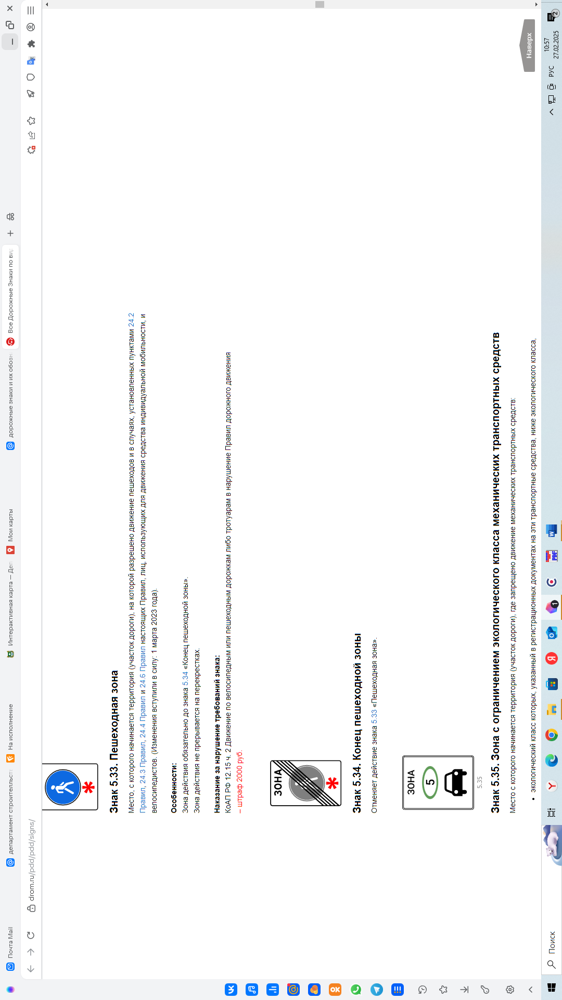 Почта Mail
департамент строительст
На исполнение
Интерактивная карта — Деп
Мои карты
дорожные знаки и их обозн
Все Дорожные Знаки по ви
drom.ru/pdd/pdd/signs/
Знак 5.33. Пешеходная зона
Место, с которого начинается территория (участок дороги), на которой разрешено движение пешеходов и в случаях, установленных пунктами 24.2
Правил, 24.3 Правил, 24.4 Правил и 24.6 Правил настоящих Правил, лиц, использующих для движения средства индивидуальной мобильности, и
велосипедистов. (Изменения вступили в силу: 1 марта 2023 года).
Особенности:
Зона действия обязательно до знака 5.34 «Конец пешеходной зоны».
Зона действия не прерывается на перекрестках.
Наказание за нарушение требований знака:
КоАП РФ 12.15 ч. 2 Движение по велосипедным или пешеходным дорожкам либо тротуарам в нарушение Правил дорожного движения
– штраф 2000 руб.
ЗОНА
Знак 5.34. Конец пешеходной зоны
Отменяет действие знака 5.33 «Пешеходная зона».
ЗОНА
5
5.35
Знак 5.35. Зона с ограничением экологического класса механических транспортных средств
Место с которого начинается территория (участок дороги), где запрещено движение механических транспортных средств:
• экологический класс которых, указанный в регистрационных документах на эти транспортные средства, ниже экологического класса,
Наверх
Поиск
РУС
10:57
27.02.2025
2